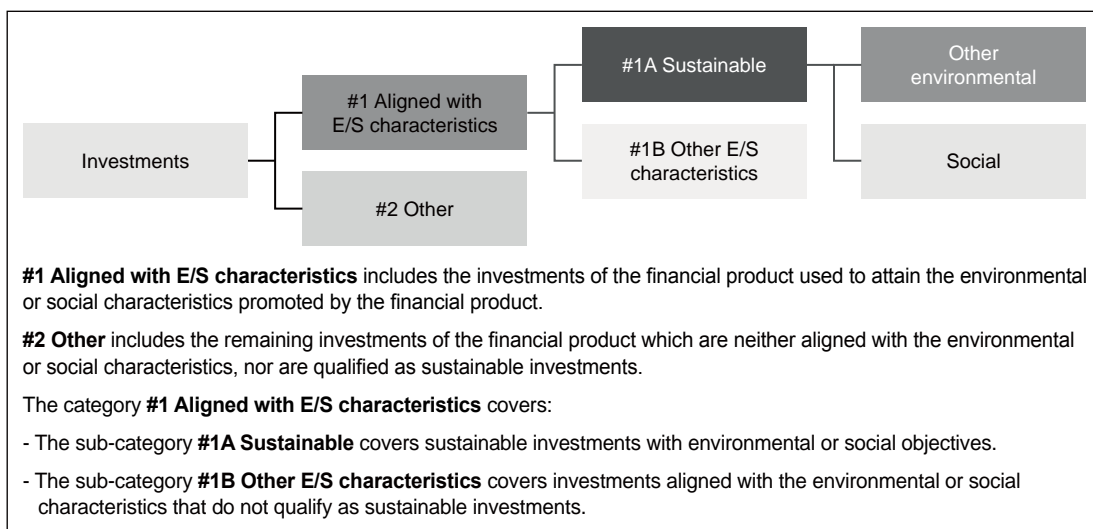 Investments
#1 Aligned with
E/S characteristics
#2 Other
#1A Sustainable
#1B Other E/S
characteristics
Other
environmental
Social
#1 Aligned with E/S characteristics includes the investments of the financial product used to attain the environmental
or social characteristics promoted by the financial product.
#2 Other includes the remaining investments of the financial product which are neither aligned with the environmental
or social characteristics, nor are qualified as sustainable investments.
The category #1 Aligned with E/S characteristics covers:
- The sub-category #1A Sustainable covers sustainable investments with environmental or social objectives.
- The sub-category #1B Other E/S characteristics covers investments aligned with the environmental or social
characteristics that do not qualify as sustainable investments.